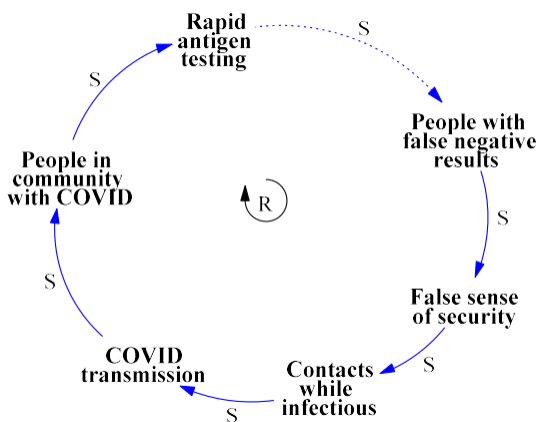 Rapid
antigen
testing
S
People with
false negative
results
S
False sense
of security
S
Contacts
while
infectious
S
COVID
transmission
S
People in
community
with COVID
S
R